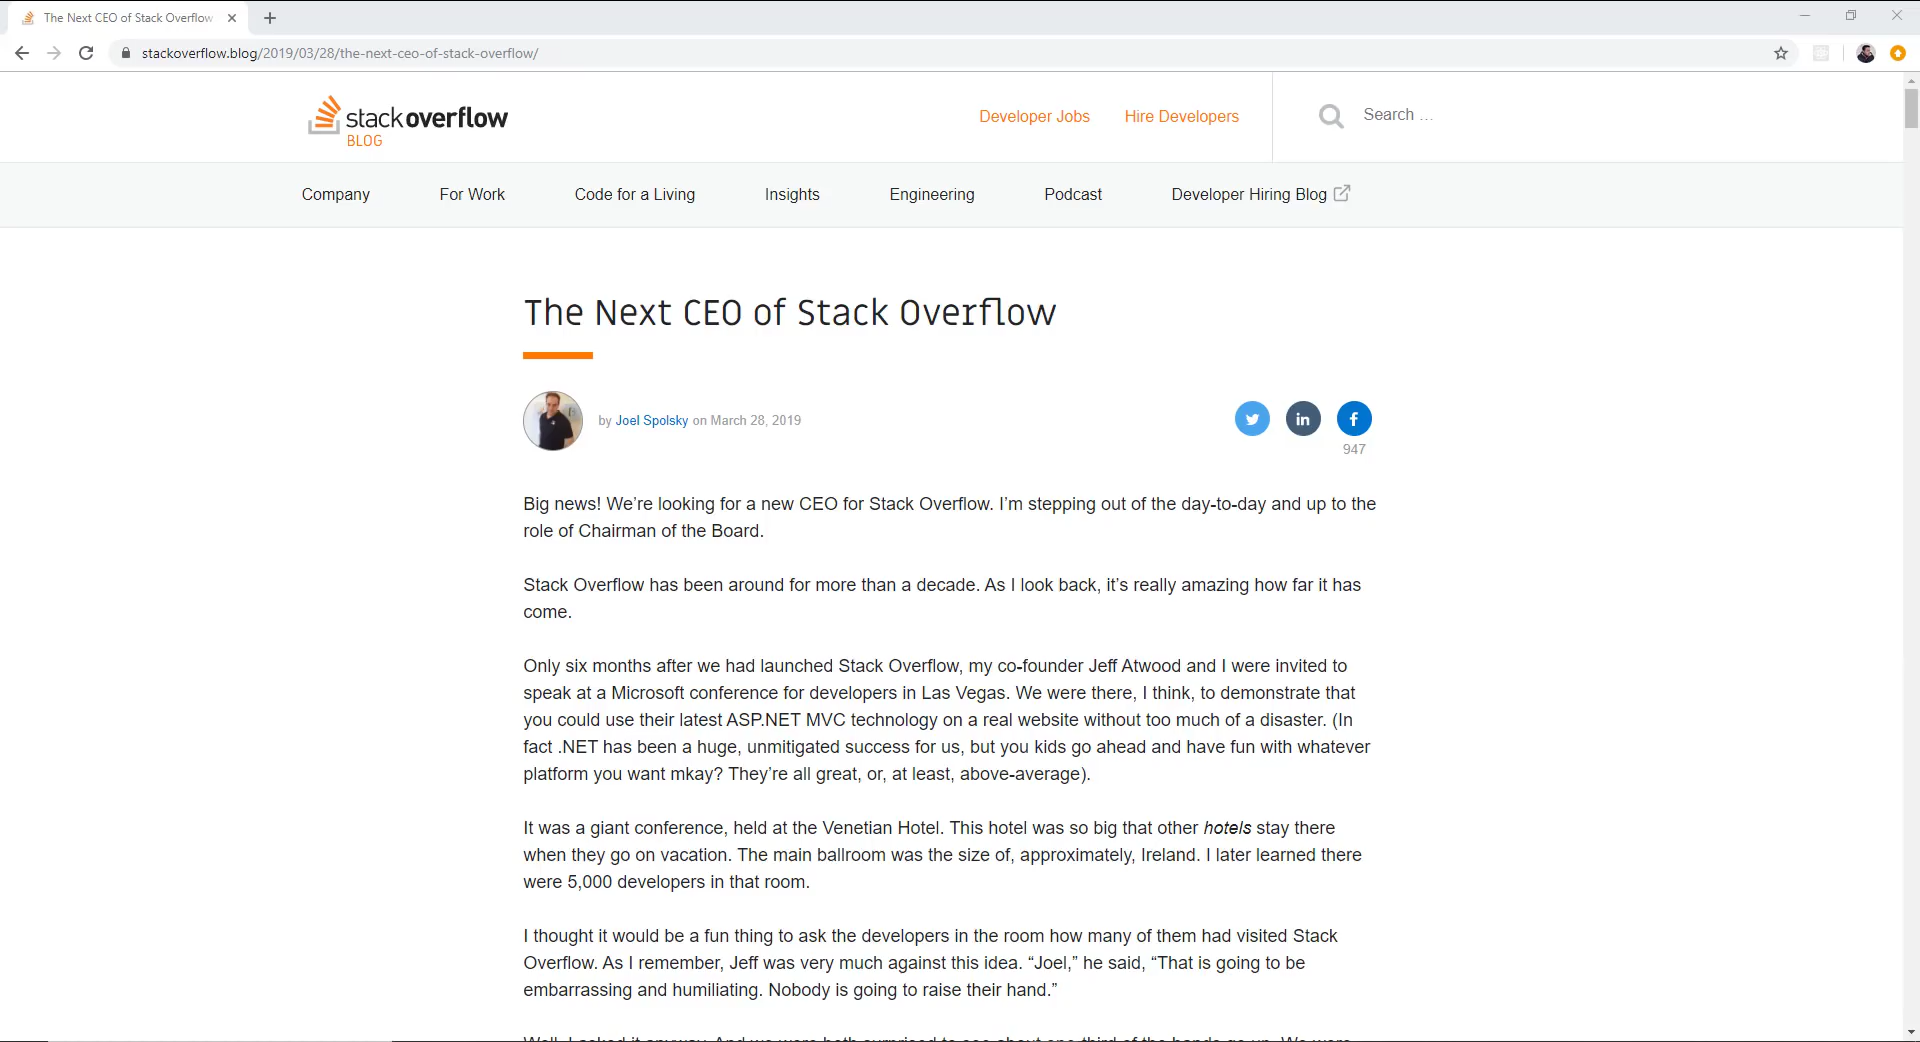 The Next CEO of Stack Overflow
stackoverflow.blog/2019/03/28/the-next-ceo-of-stack-overflow/
stackoverflow
BLOG
Developer Jobs
Hire Developers
Search …
Company
For Work
Code for a Living
Insights
Engineering
Podcast
Developer Hiring Blog
The Next CEO of Stack Overflow
by Joel Spolsky on March 28, 2019
in
f
947
Big news! We’re looking for a new CEO for Stack Overflow. I’m stepping out of the day-to-day and up to the
role of Chairman of the Board.
Stack Overflow has been around for more than a decade. As I look back, it’s really amazing how far it has
come.
Only six months after we had launched Stack Overflow, my co-founder Jeff Atwood and I were invited to
speak at a Microsoft conference for developers in Las Vegas. We were there, I think, to demonstrate that
you could use their latest ASP.NET MVC technology on a real website without too much of a disaster. (In
fact .NET has been a huge, unmitigated success for us, but you kids go ahead and have fun with whatever
platform you want mkay? They’re all great, or, at least, above-average).
It was a giant conference, held at the Venetian Hotel. This hotel was so big that other hotels stay there
when they go on vacation. The main ballroom was the size of, approximately, Ireland. I later learned there
were 5,000 developers in that room.
I thought it would be a fun thing to ask the developers in the room how many of them had visited Stack
Overflow. As I remember, Jeff was very much against this idea. “Joel,” he said, “That is going to be
embarrassing and humiliating. Nobody is going to raise their hand.”